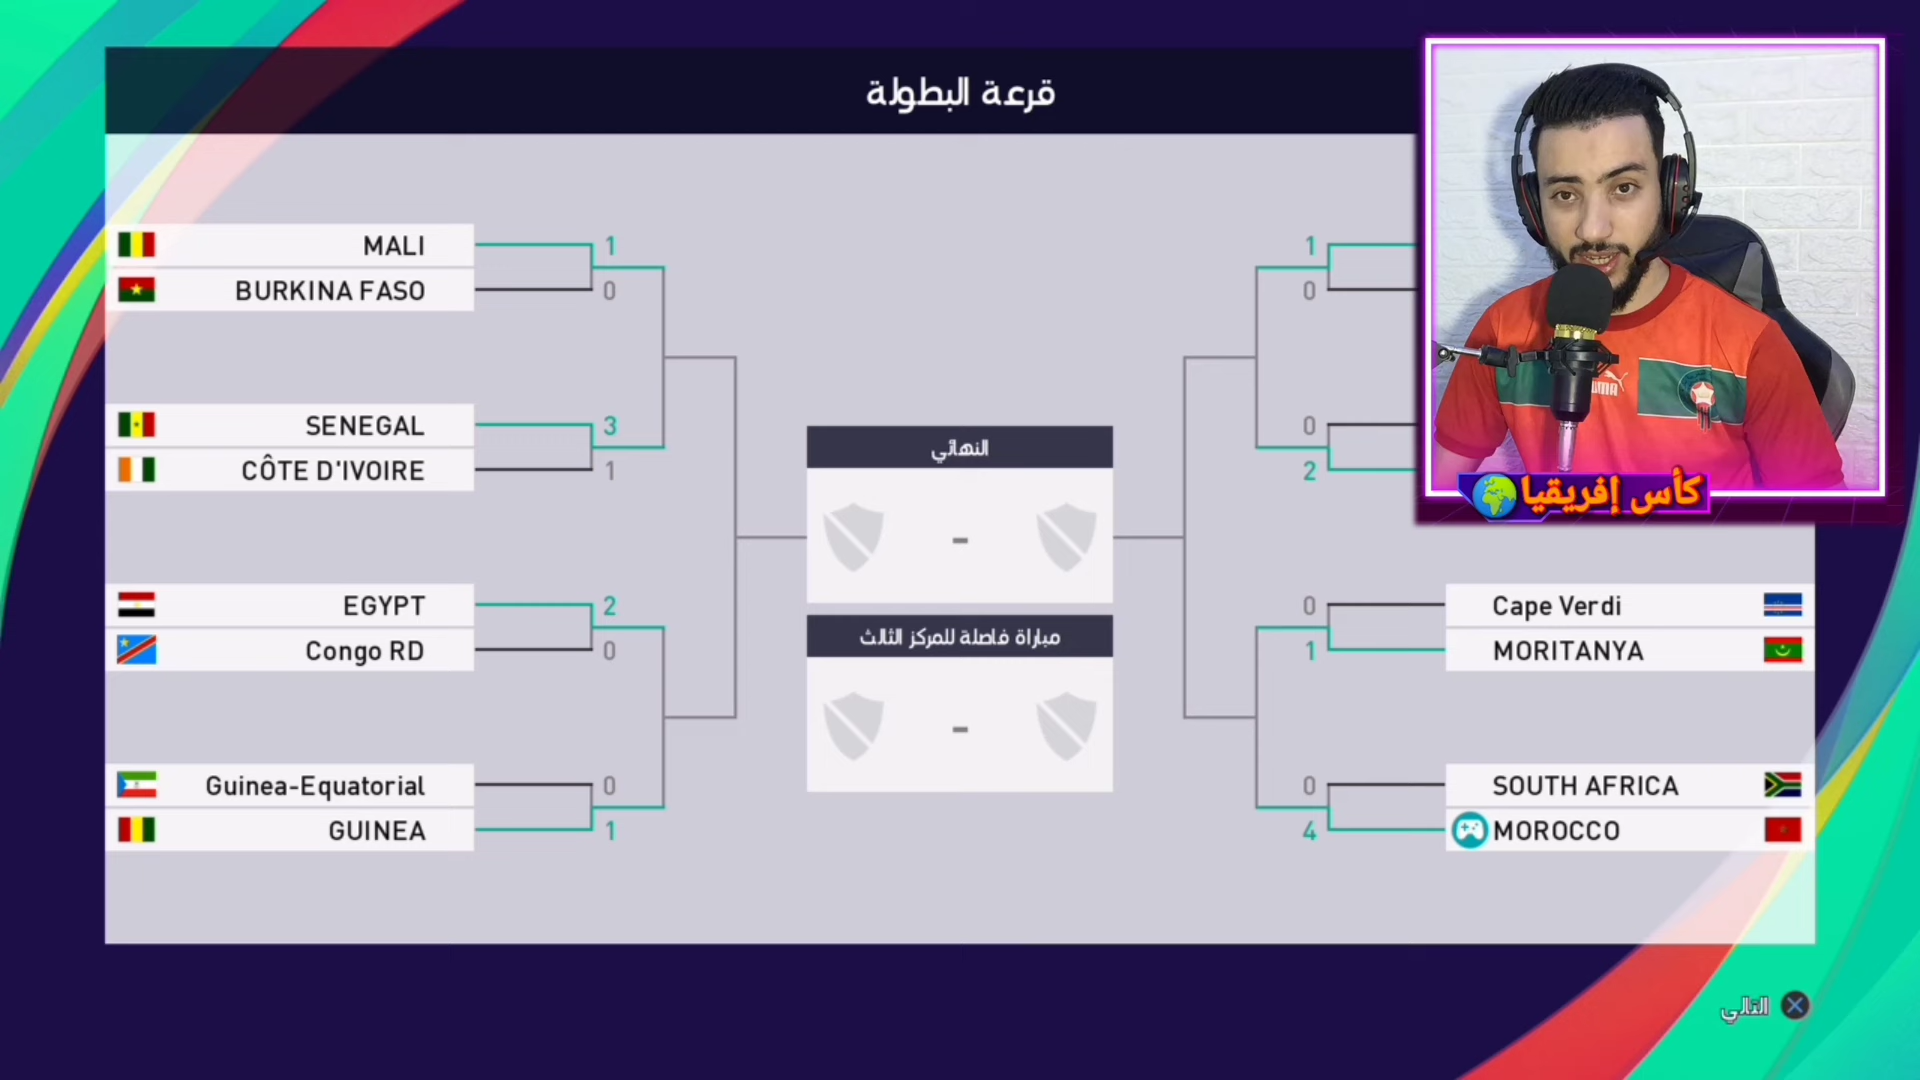 قرعة البطولة
MALI 1
BURKINA FASO 0
SENEGAL 3
CÔTE D'IVOIRE 1
EGYPT 2
Congo RD 0
Guinea-Equatorial 0
GUINEA 1
النهائي
-
مباراة فاصلة للمركز الثالث
-
1
0
0
2
0 Cape Verdi
1 MORITANYA
0 SOUTH AFRICA
4 MOROCCO
كأس إفريقيا
التالي